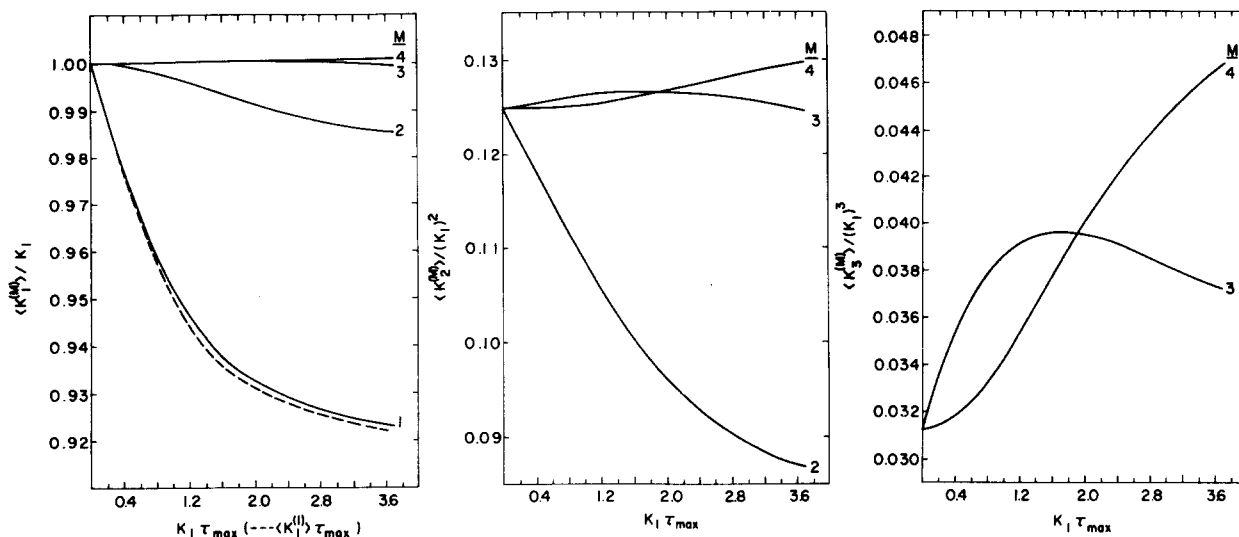 ⟨K₁⁽ᴹ⁾⟩ / K₁
1.00
0.99
0.98
0.97
0.96
0.95
0.94
0.93
0.92
M
4
3
2
1
0.4 1.2 2.0 2.8 3.6
K₁ τmax (---⟨K₁⁽¹⁾⟩ τmax )
⟨K₂⁽ᴹ⁾⟩/(K₁)²
0.13
0.12
0.11
0.10
0.09
M
4
3
2
0.4 1.2 2.0 2.8 3.6
K₁ τmax
⟨K₃⁽ᴹ⁾⟩/(K₁)³
0.048
0.046
0.044
0.042
0.040
0.038
0.036
0.034
0.032
0.030
M
4
3
0.4 1.2 2.0 2.8 3.6
K₁ τmax